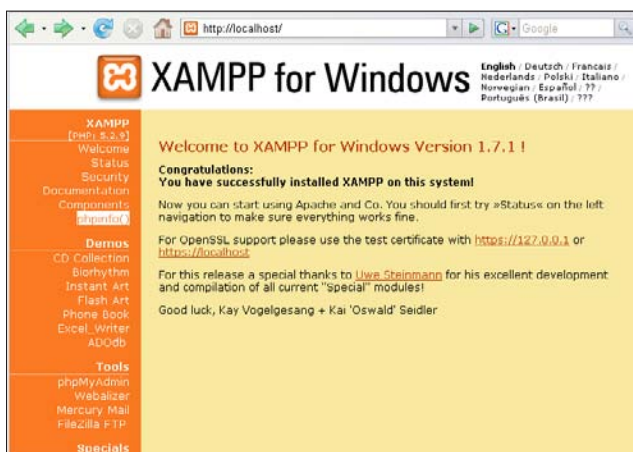 http://localhost/
Google
XAMPP for Windows
English / Deutsch / Francais /
Nederlands / Polski / Italiano /
Norwegian / Español / ?? /
Português (Brasil) / ???
XAMPP
[PHP: 5.2.9]
Welcome
Status
Security
Documentation
Components
phpinfo()
Demos
CD Collection
Biorhythm
Instant Art
Flash Art
Phone Book
Excel_Writer
ADOdb
Tools
phpMyAdmin
Webalizer
Mercury Mail
FileZilla FTP
Specials
Welcome to XAMPP for Windows Version 1.7.1 !
Congratulations:
You have successfully installed XAMPP on this system!
Now you can start using Apache and Co. You should first try »Status« on the left
navigation to make sure everything works fine.
For OpenSSL support please use the test certificate with https://127.0.0.1 or
https://localhost
For this release a special thanks to Uwe Steinmann for his excellent development
and compilation of all current "Special" modules!
Good luck, Kay Vogelgesang + Kai 'Oswald' Seidler